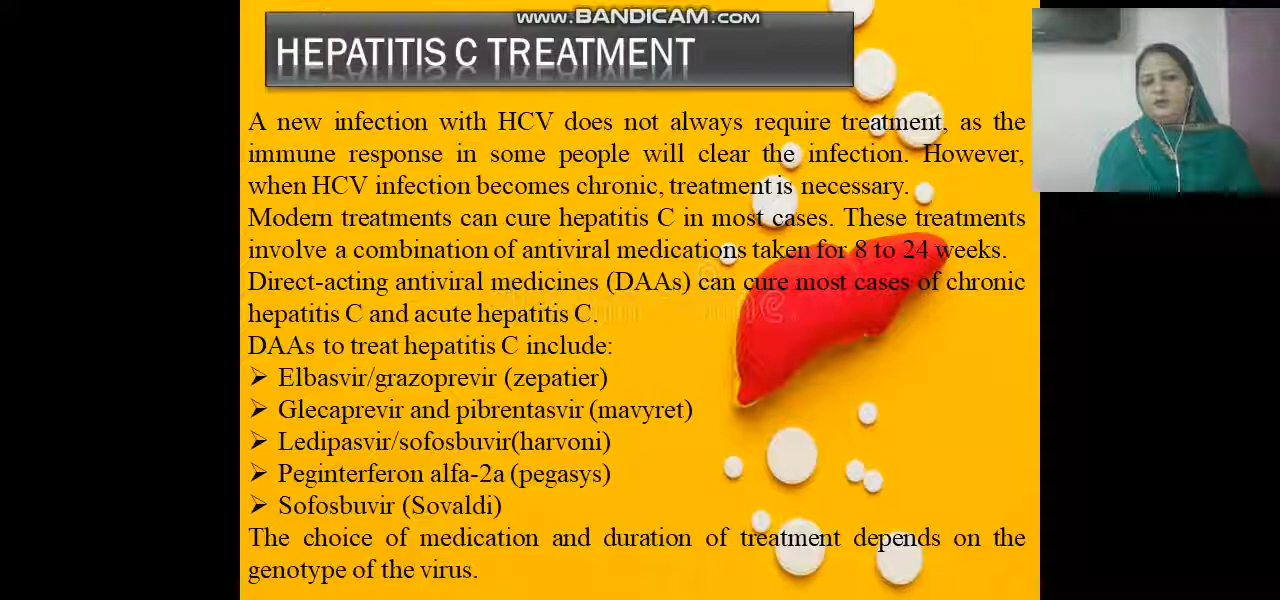 WWW.BANDICAM.COM
HEPATITIS C TREATMENT
A new infection with HCV does not always require treatment, as the
immune response in some people will clear the infection. However,
when HCV infection becomes chronic, treatment is necessary.
Modern treatments can cure hepatitis C in most cases. These treatments
involve a combination of antiviral medications taken for 8 to 24 weeks.
Direct-acting antiviral medicines (DAAs) can cure most cases of chronic
hepatitis C and acute hepatitis C.
DAAs to treat hepatitis C include:
➢ Elbasvir/grazoprevir (zepatier)
➢ Glecaprevir and pibrentasvir (mavyret)
➢ Ledipasvir/sofosbuvir(harvoni)
➢ Peginterferon alfa-2a (pegasys)
➢ Sofosbuvir (Sovaldi)
The choice of medication and duration of treatment depends on the
genotype of the virus.